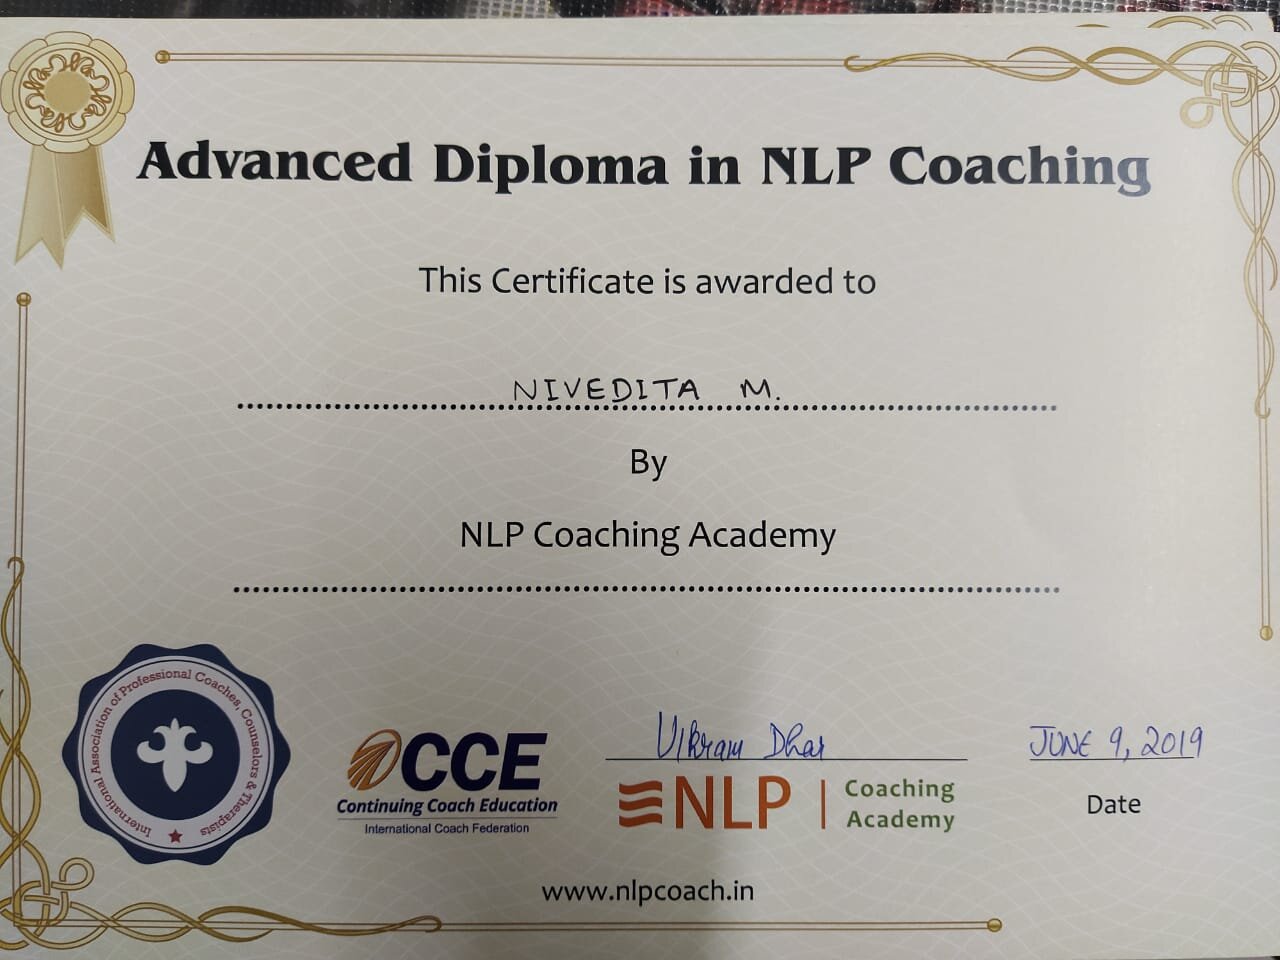 Advanced Diploma in NLP Coaching
This Certificate is awarded to
NIVEDITA M.
By
NLP Coaching Academy
International Association of Professional Coaches, Counselors & Therapists
CCE
Continuing Coach Education
International Coach Federation
Vikram Dhar
NLP | Coaching
Academy
JUNE 9, 2019
Date
www.nlpcoach.in